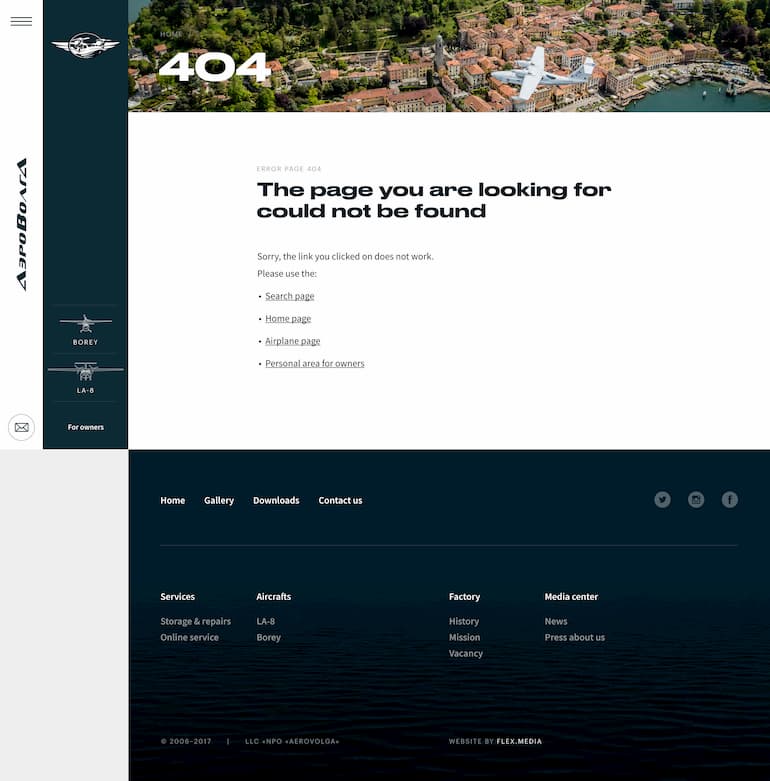 HOME
404
АэроВолгА
BOREY
LA-8
For owners
ERROR PAGE 404
The page you are looking for
could not be found
Sorry, the link you clicked on does not work.
Please use the:
• Search page
• Home page
• Airplane page
• Personal area for owners
Home Gallery Downloads Contact us
Services
Storage & repairs
Online service
Aircrafts
LA-8
Borey
Factory
History
Mission
Vacancy
Media center
News
Press about us
© 2006–2017 | LLC «NPO «AEROVOLGA»
WEBSITE BY FLEX.MEDIA